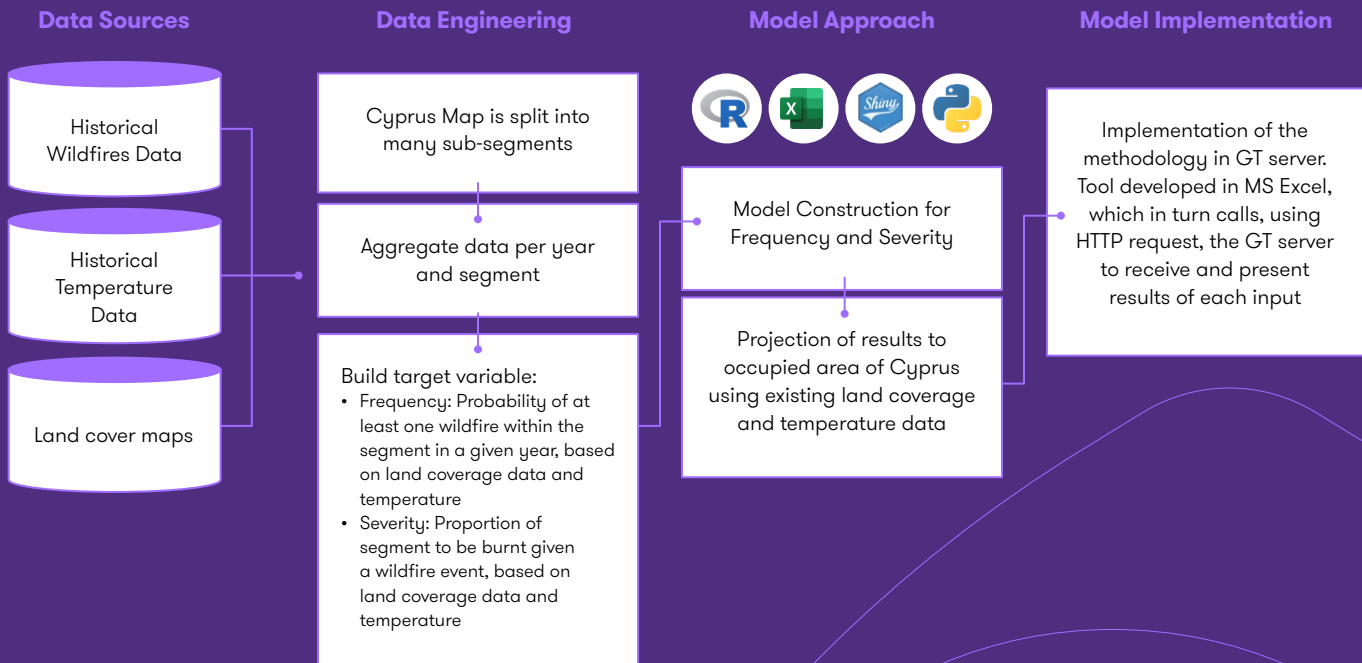 Data Sources
Historical
Wildfires Data
Historical
Temperature
Data
Land cover maps
Data Engineering
Cyprus Map is split into
many sub-segments
Aggregate data per year
and segment
Build target variable:
• Frequency: Probability of at
least one wildfire within the
segment in a given year, based
on land coverage data and
temperature
• Severity: Proportion of
segment to be burnt given
a wildfire event, based on
land coverage data and
temperature
Model Approach
R
X
Shiny
Model Construction for
Frequency and Severity
Projection of results to
occupied area of Cyprus
using existing land coverage
and temperature data
Model Implementation
Implementation of the
methodology in GT server.
Tool developed in MS Excel,
which in turn calls, using
HTTP request, the GT server
to receive and present
results of each input